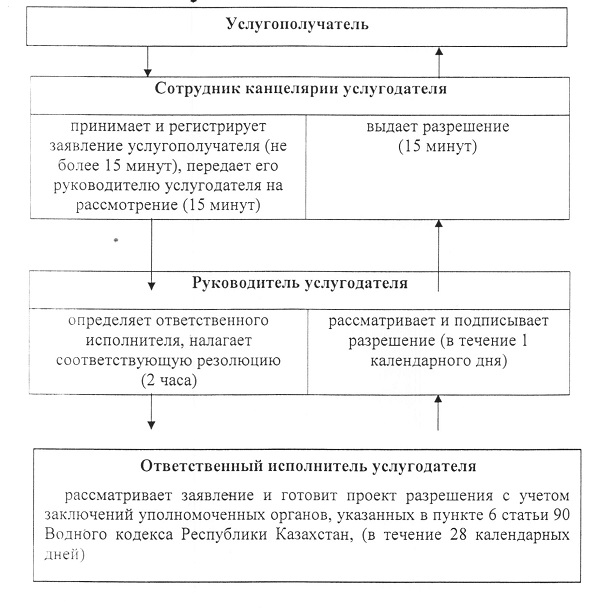 Услугополучатель
Сотрудник канцелярии услугодателя
принимает и регистрирует
заявление услугополучателя (не
более 15 минут), передает его
руководителю услугодателя на
рассмотрение (15 минут)
выдает разрешение
(15 минут)
Руководитель услугодателя
определяет ответственного
исполнителя, налагает
соответствующую резолюцию
(2 часа)
рассматривает и подписывает
разрешение (в течение 1
календарного дня)
Ответственный исполнитель услугодателя
рассматривает заявление и готовит проект разрешения с учетом
заключений уполномоченных органов, указанных в пункте 6 статьи 90
Водного кодекса Республики Казахстан, (в течение 28 календарных
дней)